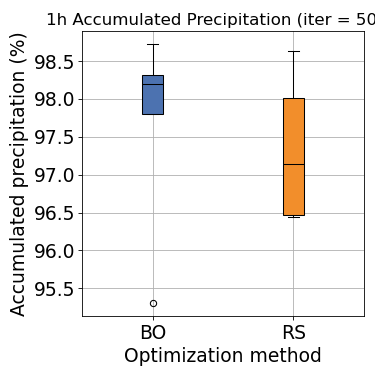 1h Accumulated Precipitation (iter = 50
Accumulated precipitation (%)
98.5
98.0
97.5
97.0
96.5
96.0
95.5
BO RS
Optimization method